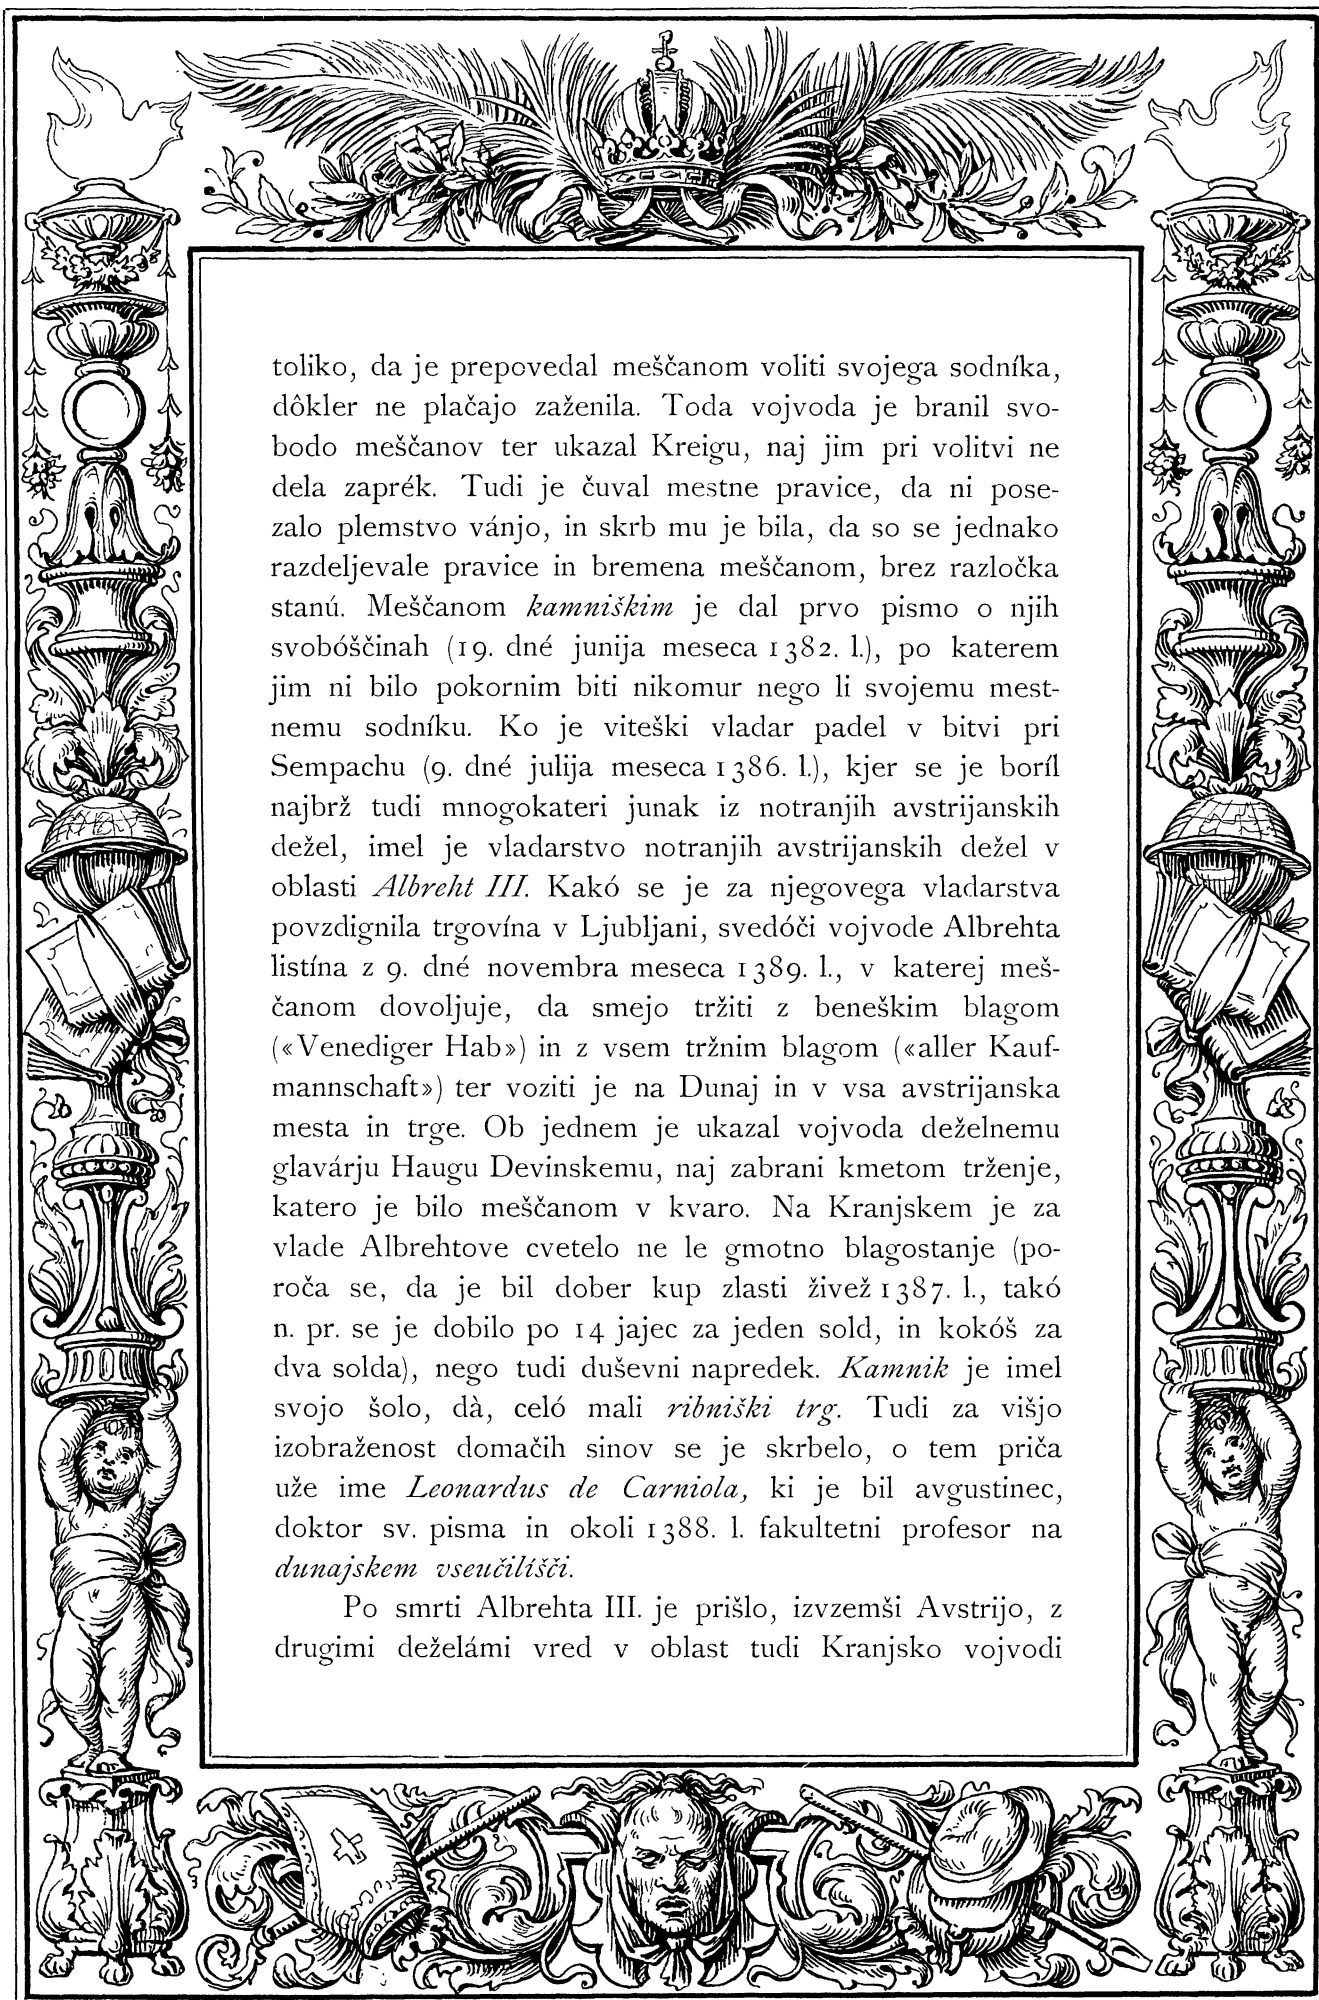 toliko, da je prepovedal meščanom voliti svojega sodníka,
dôkler ne plačajo zaženila. Toda vojvoda je branil svo-
bodo meščanov ter ukazal Kreigu, naj jim pri volitvi ne
dela zaprék. Tudi je čuval mestne pravice, da ni pose-
zalo plemstvo vánjo, in skrb mu je bila, da so se jednako
razdeljevale pravice in bremena meščanom, brez razločka
stanú. Meščanom kamniškim je dal prvo pismo o njih
svobóščinah (19. dné junija meseca 1382. l.), po katerem
jim ni bilo pokornim biti nikomur nego li svojemu mest-
nemu sodníku. Ko je viteški vladar padel v bitvi pri
Sempachu (9. dné julija meseca 1386. l.), kjer se je boríl
najbrž tudi mnogokateri junak iz notranjih avstrijanskih
dežel, imel je vladarstvo notranjih avstrijanskih dežel v
oblasti Albreht III. Kakó se je za njegovega vladarstva
povzdignila trgovína v Ljubljani, svedóči vojvode Albrehta
listína z 9. dné novembra meseca 1389. l., v katerej meš-
čanom dovoljuje, da smejo tržiti z beneškim blagom
(«Venediger Hab») in z vsem tržnim blagom («aller Kauf-
mannschaft») ter voziti je na Dunaj in v vsa avstrijanska
mesta in trge. Ob jednem je ukazal vojvoda deželnemu
glavárju Haugu Devinskemu, naj zabrani kmetom trženje,
katero je bilo meščanom v kvaro. Na Kranjskem je za
vlade Albrehtove cvetelo ne le gmotno blagostanje (po-
roča se, da je bil dober kup zlasti živež 1387. l., takó
n. pr. se je dobilo po 14 jajec za jeden sold, in kokóš za
dva solda), nego tudi duševni napredek. Kamnik je imel
svojo šolo, dà, celó mali ribniški trg. Tudi za višjo
izobraženost domačih sinov se je skrbelo, o tem priča
uže ime Leonardus de Carniola, ki je bil avgustinec,
doktor sv. pisma in okoli 1388. l. fakultetni profesor na
dunajskem vseučilíšči.
Po smrti Albrehta III. je prišlo, izvzemši Avstrijo, z
drugimi deželámi vred v oblast tudi Kranjsko vojvodi